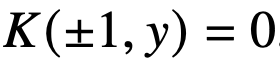 K(±1, y) = 0.